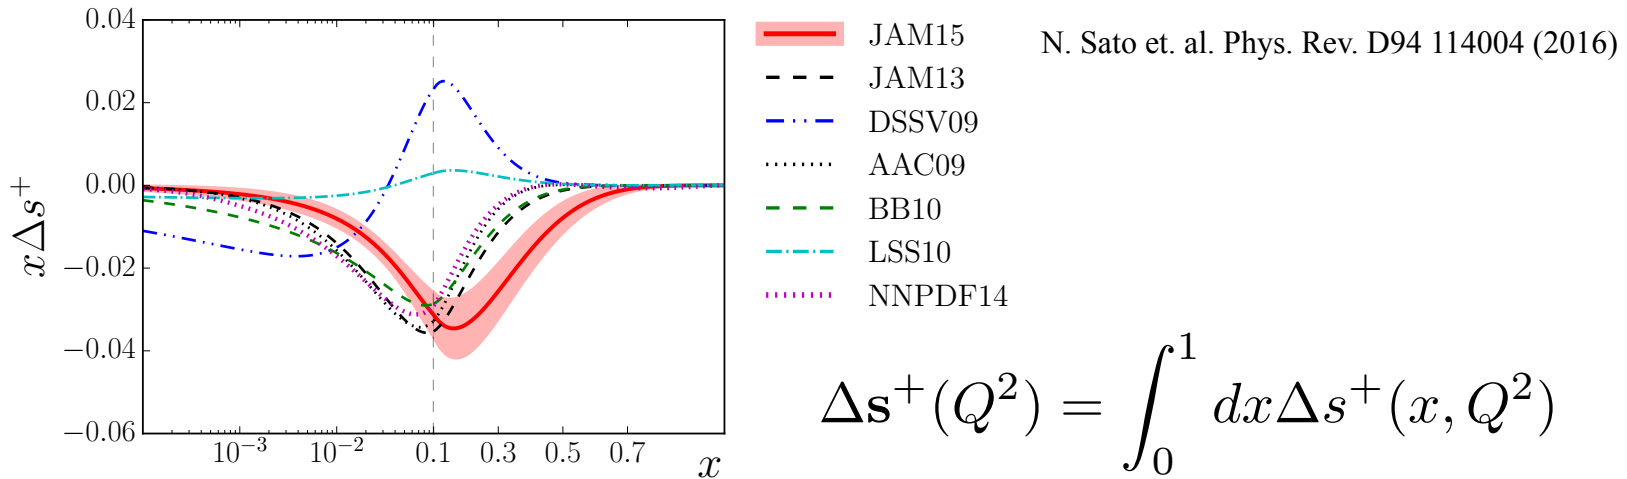 0.04
0.02
0.00
−0.02
−0.04
−0.06
xΔs⁺
10⁻³ 10⁻² 0.1 0.3 0.5 0.7
x
JAM15
JAM13
DSSV09
AAC09
BB10
LSS10
NNPDF14
N. Sato et. al. Phys. Rev. D94 114004 (2016)
Δs⁺(Q²) = ∫₀¹ dxΔs⁺(x, Q²)